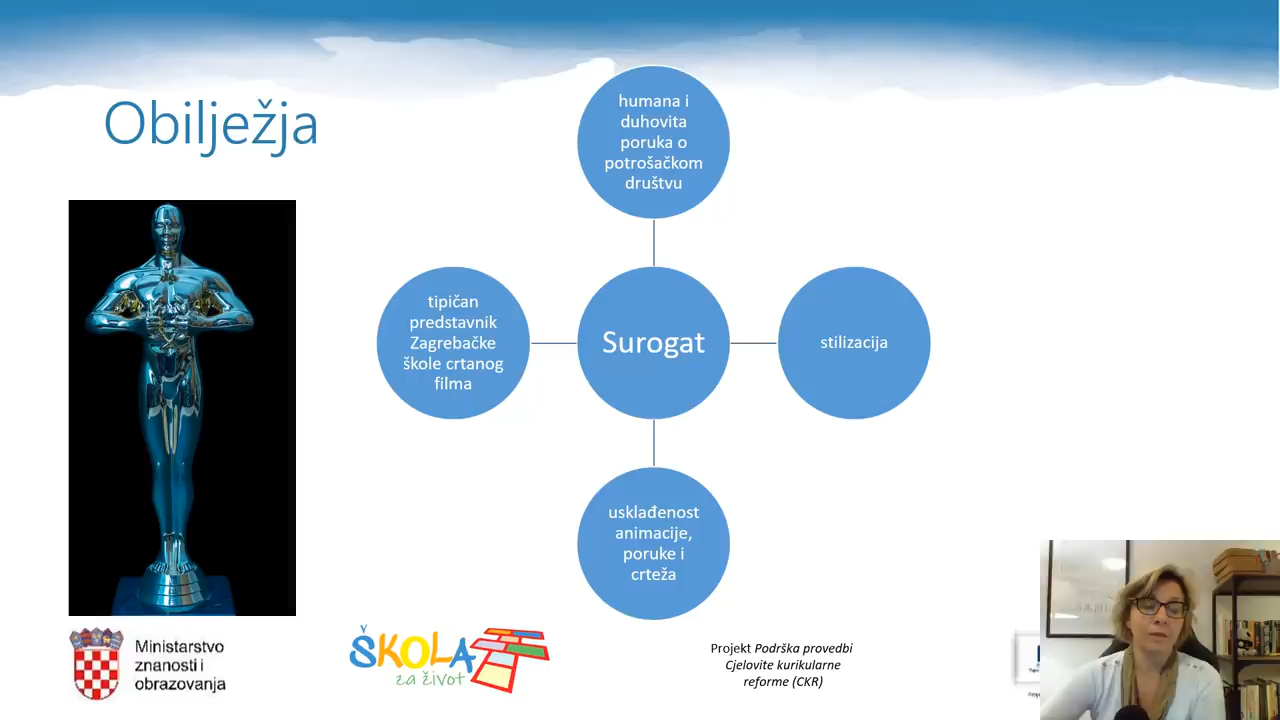 Obilježja
humana i
duhovita
poruka o
potrošačkom
društvu
tipičan
predstavnik
Zagrebačke
škole crtanog
filma
Surogat
stilizacija
usklađenost
animacije,
poruke i
crteža
Ministarstvo
znanosti i
obrazovanja
ŠKOLA
za život
Projekt Podrška provedbi
Cjelovite kurikularne
reforme (CKR)